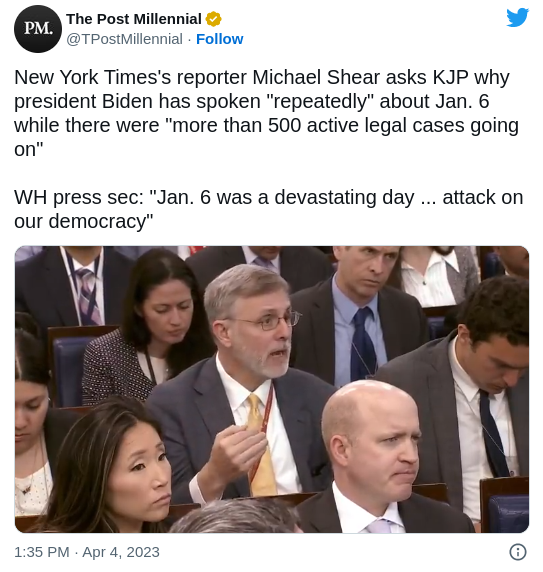 PM.
The Post Millennial
@TPostMillennial · Follow
New York Times's reporter Michael Shear asks KJP why
president Biden has spoken "repeatedly" about Jan. 6
while there were "more than 500 active legal cases going
on"
WH press sec: "Jan. 6 was a devastating day ... attack on
our democracy"
1:35 PM · Apr 4, 2023